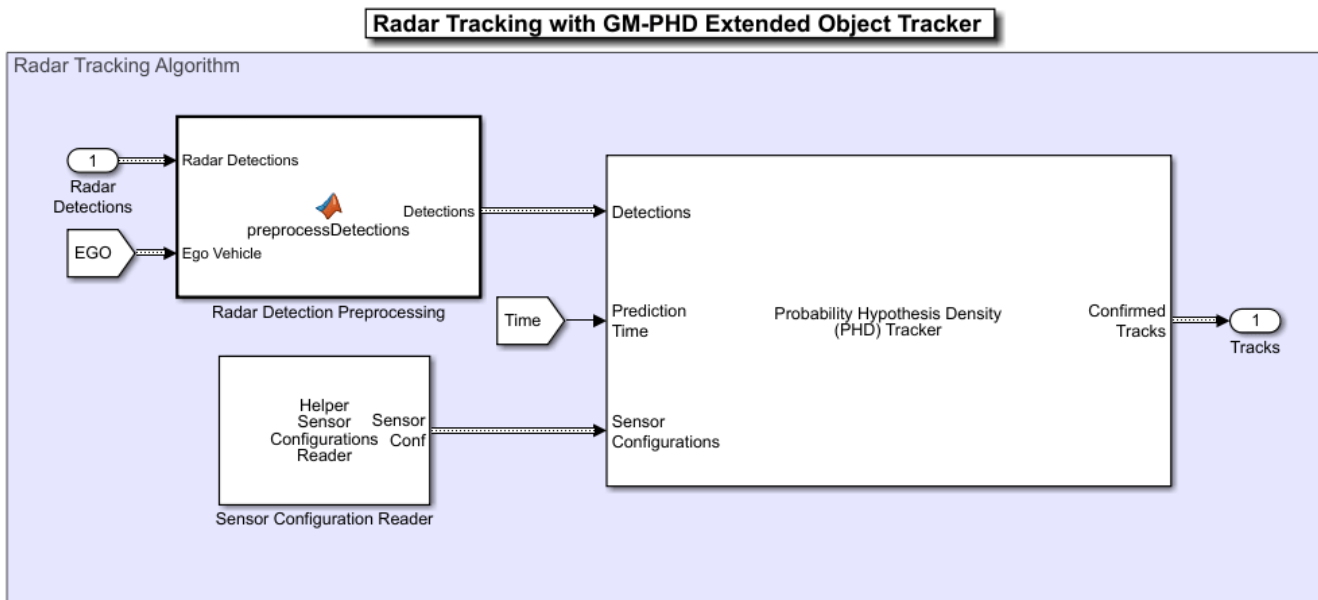 Radar Tracking with GM-PHD Extended Object Tracker
Radar Tracking Algorithm
1
Radar
Detections
EGO
Radar Detections
Ego Vehicle
preprocessDetections
Detections
Radar Detection Preprocessing
Time
Helper
Sensor
Configurations
Reader
Sensor
Conf
Sensor Configuration Reader
Detections
Prediction
Time
Sensor
Configurations
Probability Hypothesis Density
(PHD) Tracker
Confirmed
Tracks
1
Tracks